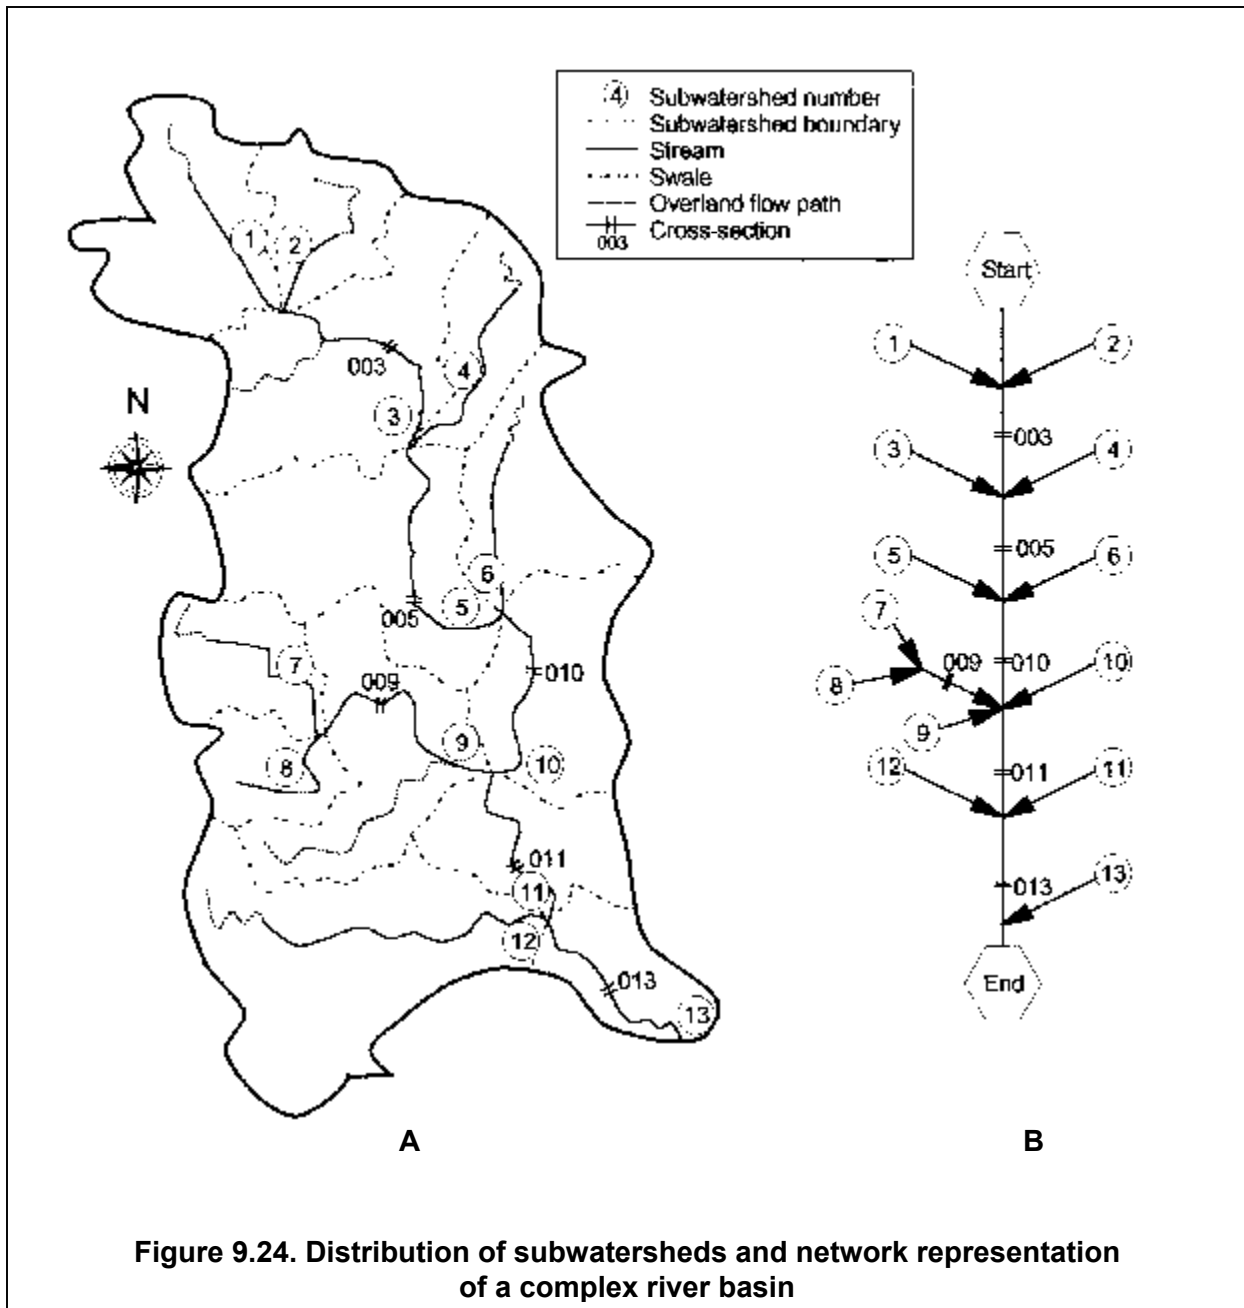 4 Subwatershed number
Subwatershed boundary
Stream
Swale
Overland flow path
003 Cross-section
1
2
003
4
3
N
6
5
005
7
009
010
9
8
10
011
11
12
013
13
A
Start
1
2
003
3
4
005
5
6
7
009
010
10
8
9
12
011
11
013
13
End
B
Figure 9.24. Distribution of subwatersheds and network representation
of a complex river basin